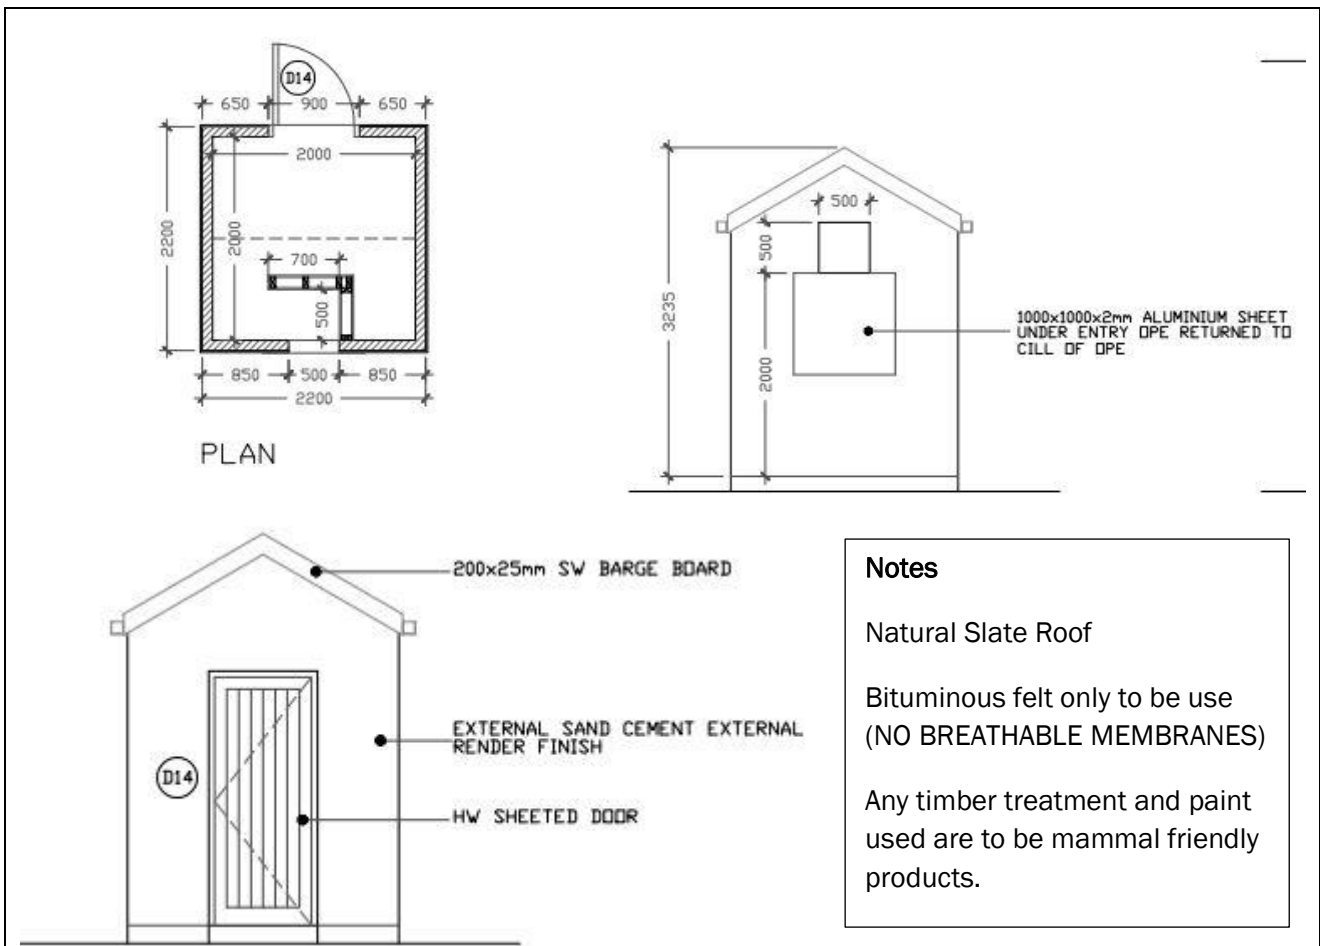 D14
650 900 650
2000
2200
2000
700
500
850 500 850
2200
PLAN
500
500
3235
2000
1000x1000x2mm ALUMINIUM SHEET
UNDER ENTRY OPE RETURNED TO
CILL OF OPE
200x25mm SW BARGE BOARD
EXTERNAL SAND CEMENT EXTERNAL
RENDER FINISH
D14
HW SHEETED DOOR
Notes
Natural Slate Roof
Bituminous felt only to be use
(NO BREATHABLE MEMBRANES)
Any timber treatment and paint
used are to be mammal friendly
products.